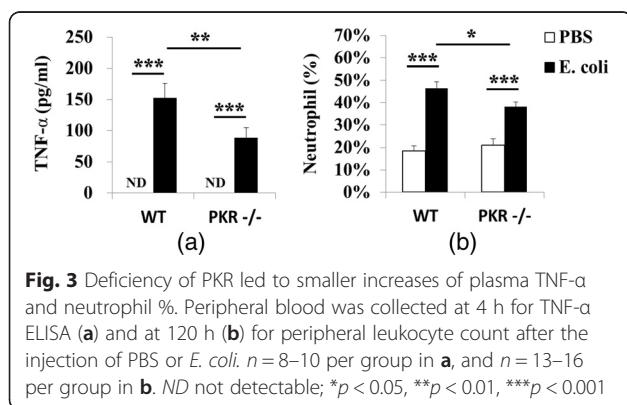 250
200
150
100
50
0
TNF-α (pg/ml)
***
**
***
ND
ND
WT
PKR -/-
(a)
70%
60%
50%
40%
30%
20%
10%
0%
Neutrophil (%)
***
*
***
PBS
E. coli
WT
PKR -/-
(b)
Fig. 3 Deficiency of PKR led to smaller increases of plasma TNF-α
and neutrophil %. Peripheral blood was collected at 4 h for TNF-α
ELISA (a) and at 120 h (b) for peripheral leukocyte count after the
injection of PBS or E. coli. n = 8–10 per group in a, and n = 13–16
per group in b. ND not detectable; *p < 0.05, **p < 0.01, ***p < 0.001